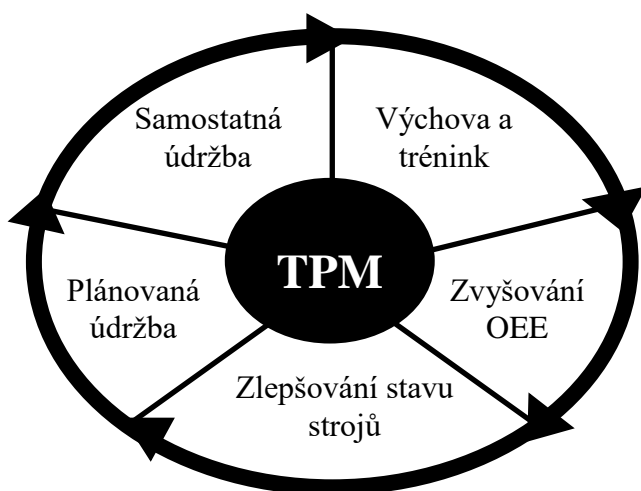 Samostatná
údržba
Výchova a
trénink
TPM
Plánovaná
údržba
Zvyšování
OEE
Zlepšování stavu
strojů